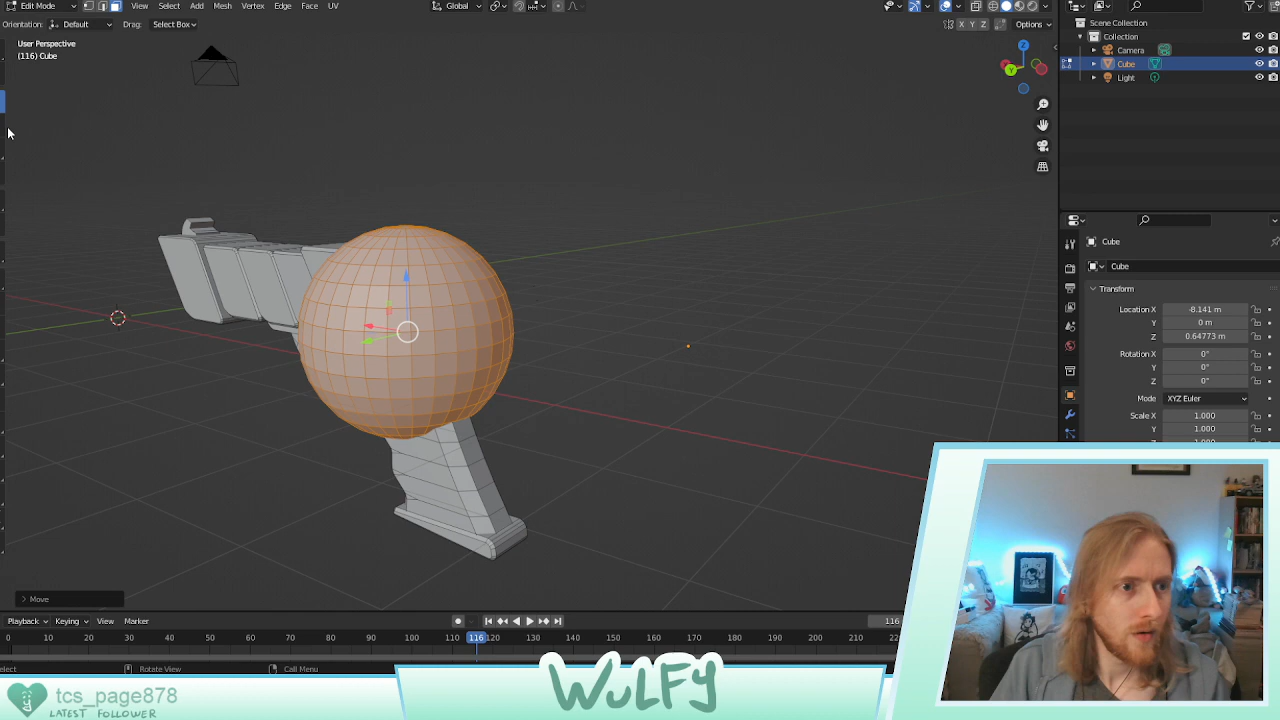 Edit Mode View Select Add Mesh Vertex Edge Face UV Global
Orientation: Default Drag: Select Box X Y Z Options
User Perspective
(116) Cube
Z
Y
Scene Collection
Collection
Camera
Cube
Light
Cube
Cube
Transform
Location X -8.141 m
Y 0 m
Z 0.64773 m
Rotation X 0°
Y 0°
Z 0°
Mode XYZ Euler
Scale X 1.000
Y 1.000
Move
Playback Keying View Marker 116
0 10 20 30 40 50 60 70 80 90 100 110 116 120 130 140 150 160 170 180 190 200 210 22
elect Rotate View Call Menu
tcs_page878
LATEST FOLLOWER
WULFY